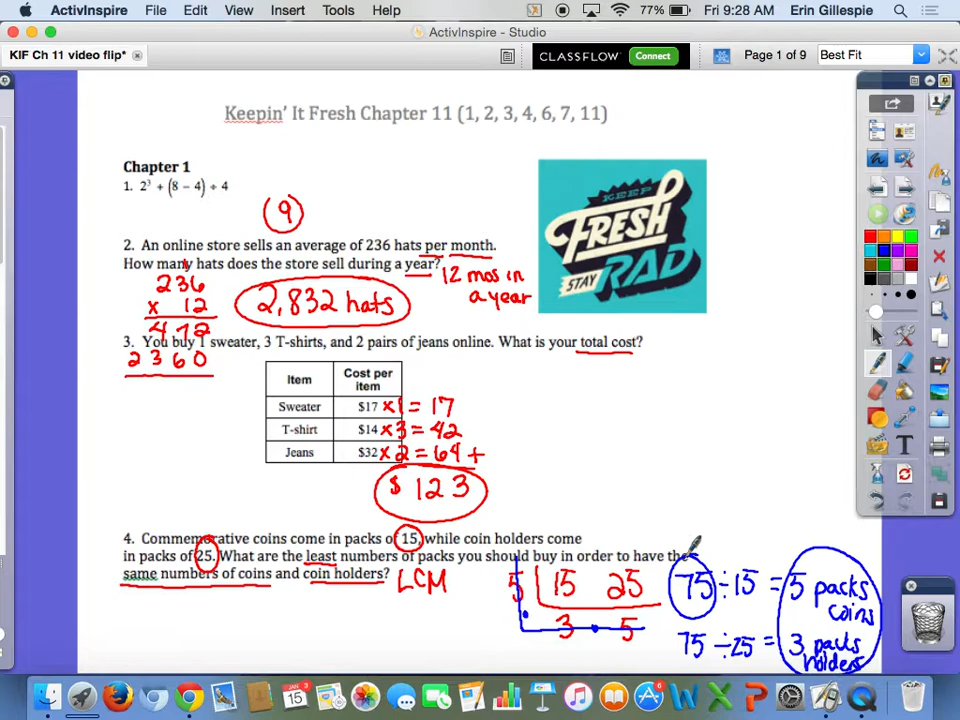 ActivInspire File Edit View Insert Tools Help 77% Fri 9:28 AM Erin Gillespie
ActivInspire - Studio
KIF Ch 11 video flip* CLASSFLOW Connect Page 1 of 9 Best Fit
Keepin' It Fresh Chapter 11 (1, 2, 3, 4, 6, 7, 11)
Chapter 1
1. 2³ + (8 − 4) ÷ 4
9
KEEP
FRESH
STAY RAD
2. An online store sells an average of 236 hats per month.
How many hats does the store sell during a year?
12 mos in
a year
1
236
x 12
472
2360
2,832 hats
3. You buy 1 sweater, 3 T-shirts, and 2 pairs of jeans online. What is your total cost?
Item Cost per item
Sweater $17 x1 = 17
T-shirt $14 x3 = 42
Jeans $32 x2 = 64 +
$ 123
4. Commemorative coins come in packs of 15, while coin holders come
in packs of 25. What are the least numbers of packs you should buy in order to have the
same numbers of coins and coin holders?
LCM
5 15 25
3 5
75 ÷ 15 = 5 packs coins
75 ÷ 25 = 3 packs holders
T
JAN 15
3
6
W X P